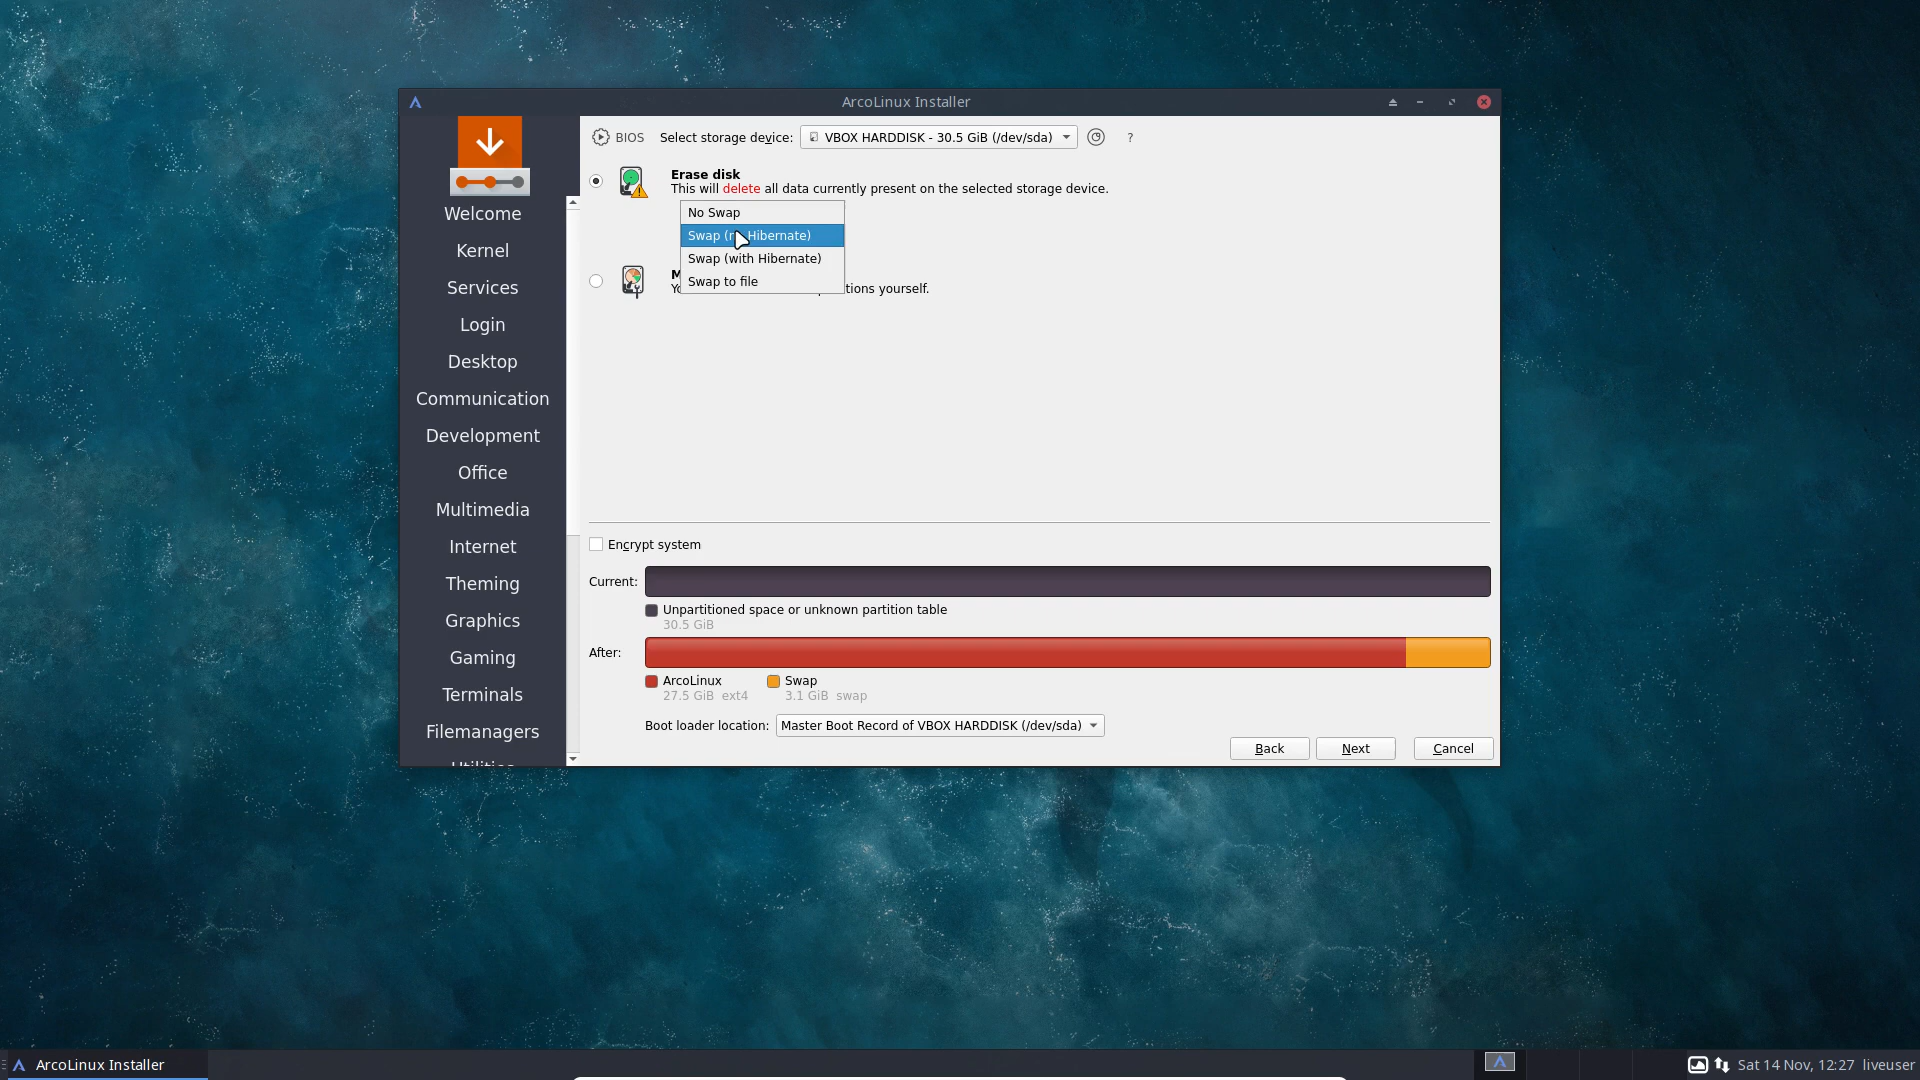 ArcoLinux Installer
BIOS Select storage device: VBOX HARDDISK - 30.5 GiB (/dev/sda) ?
Erase disk
This will delete all data currently present on the selected storage device.
No Swap
Swap ( Hibernate)
Swap (with Hibernate)
Swap to file
yourself.
Welcome
Kernel
Services
Login
Desktop
Communication
Development
Office
Multimedia
Internet
Theming
Graphics
Gaming
Terminals
Filemanagers
Encrypt system
Current:
Unpartitioned space or unknown partition table
30.5 GiB
After:
ArcoLinux Swap
27.5 GiB ext4 3.1 GiB swap
Boot loader location: Master Boot Record of VBOX HARDDISK (/dev/sda)
Back Next Cancel
ArcoLinux Installer Sat 14 Nov, 12:27 liveuser